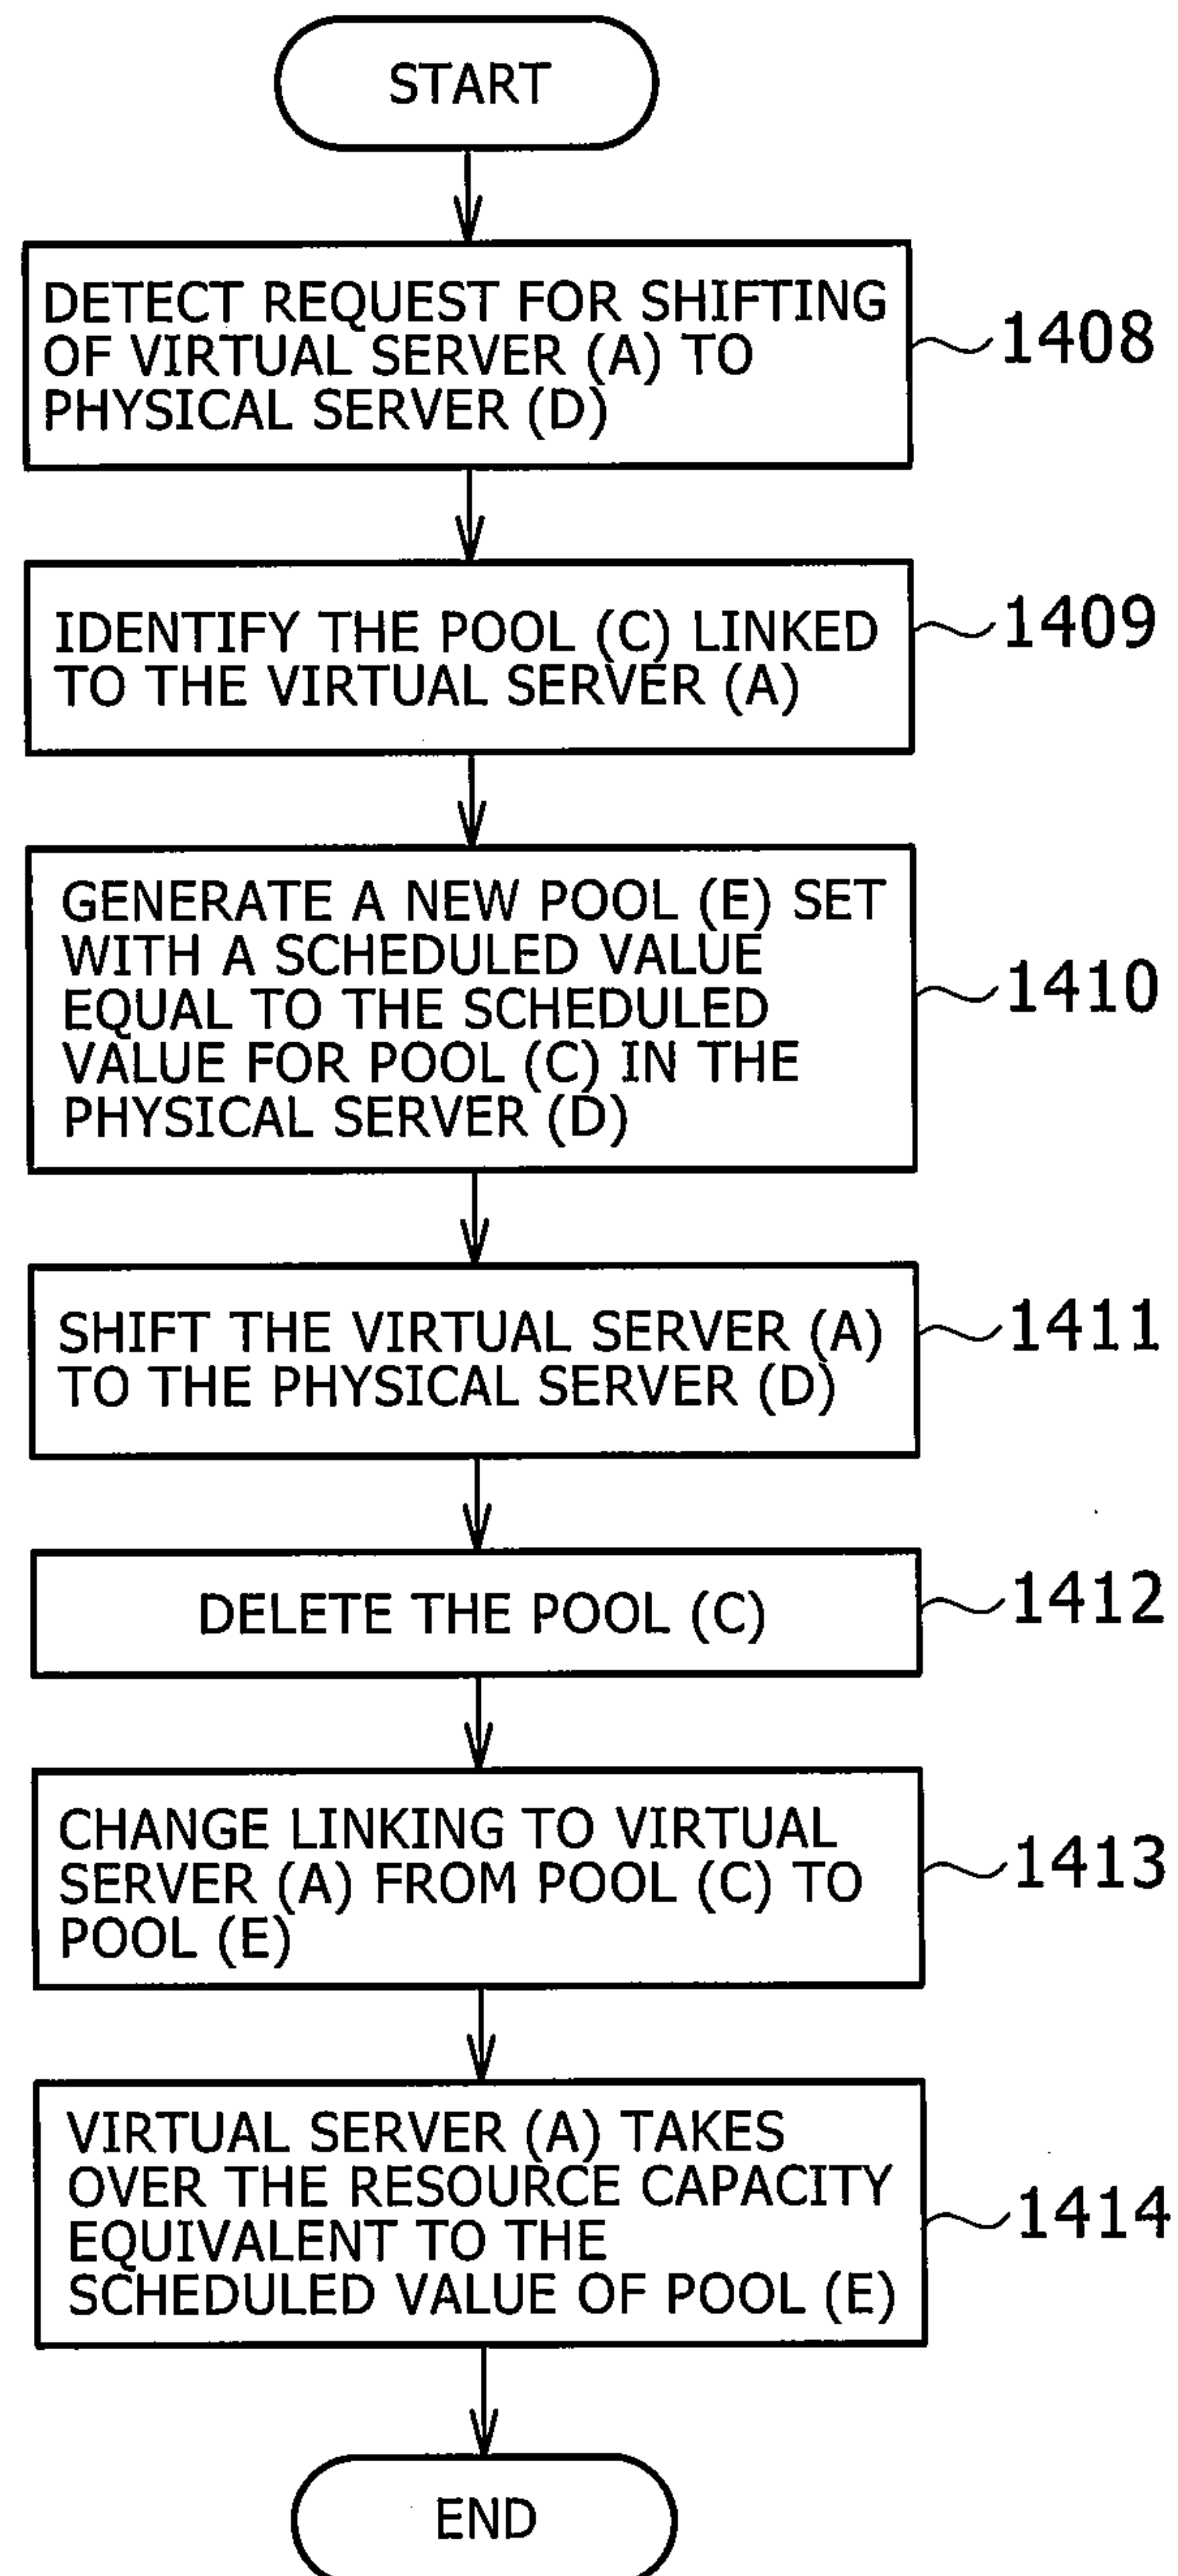 START
DETECT REQUEST FOR SHIFTING
OF VIRTUAL SERVER (A) TO
PHYSICAL SERVER (D)
1408
IDENTIFY THE POOL (C) LINKED
TO THE VIRTUAL SERVER (A)
1409
GENERATE A NEW POOL (E) SET
WITH A SCHEDULED VALUE
EQUAL TO THE SCHEDULED
VALUE FOR POOL (C) IN THE
PHYSICAL SERVER (D)
1410
SHIFT THE VIRTUAL SERVER (A)
TO THE PHYSICAL SERVER (D)
1411
DELETE THE POOL (C)
1412
CHANGE LINKING TO VIRTUAL
SERVER (A) FROM POOL (C) TO
POOL (E)
1413
VIRTUAL SERVER (A) TAKES
OVER THE RESOURCE CAPACITY
EQUIVALENT TO THE
SCHEDULED VALUE OF POOL (E)
1414
END